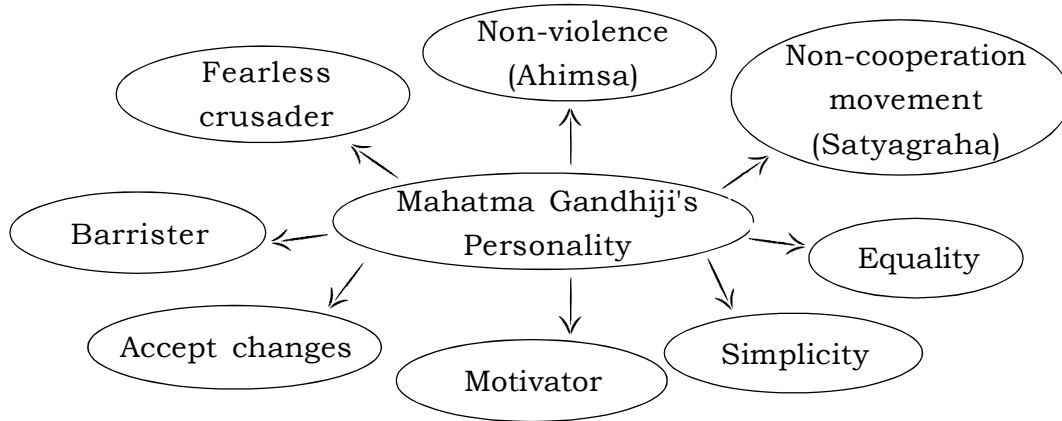 Non-violence
(Ahimsa)
Non-cooperation
movement
(Satyagraha)
Fearless
crusader
Mahatma Gandhiji's
Personality
Barrister
Equality
Accept changes
Simplicity
Motivator